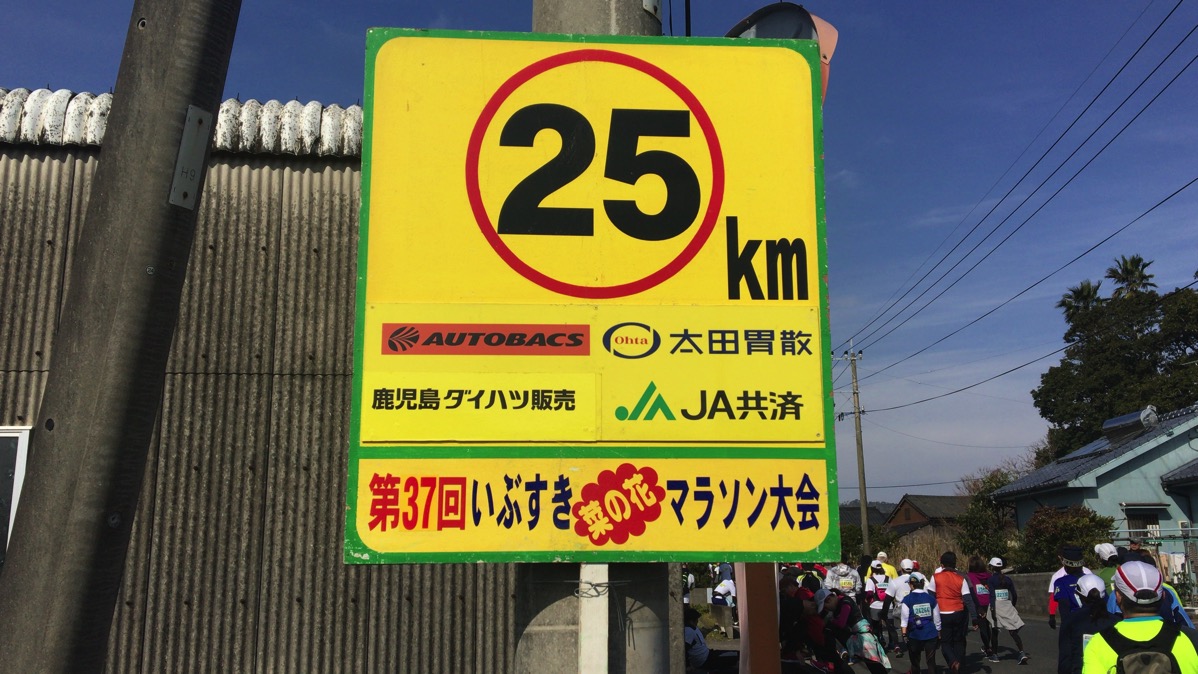 25
km
AUTOBACS
Ohta 太田胃散
鹿児島ダイハツ販売
JA共済
第37回いぶすき菜の花マラソン大会
H9